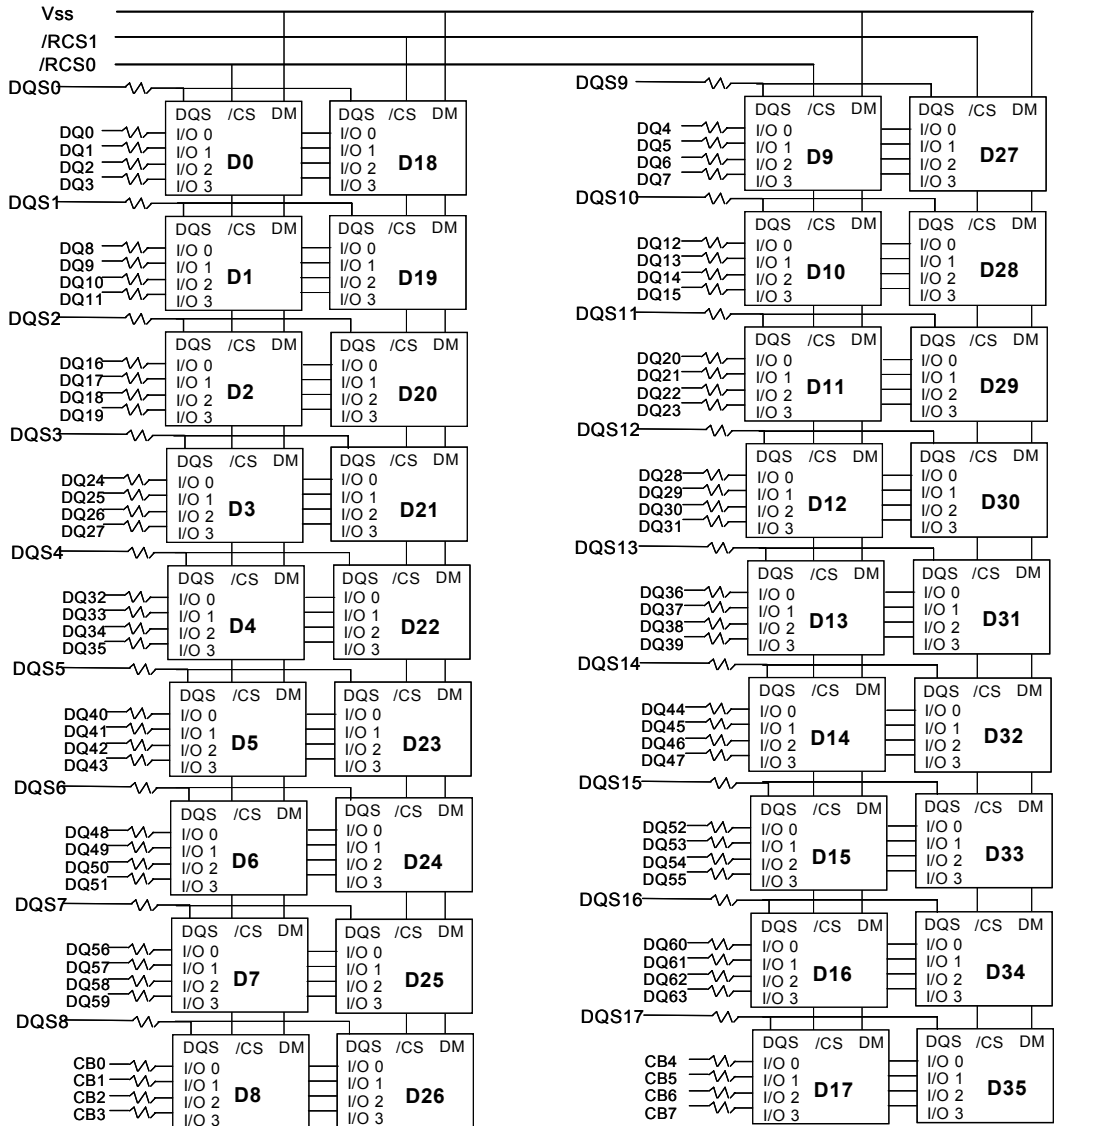 Vss
/RCS1
/RCS0
DQS0
DQS /CS DM
DQ0 I/O 0
DQ1 I/O 1
DQ2 I/O 2
DQ3 I/O 3
D0
DQS /CS DM
I/O 0
I/O 1
I/O 2
I/O 3
D18
DQS1
DQS /CS DM
DQ8 I/O 0
DQ9 I/O 1
DQ10 I/O 2
DQ11 I/O 3
D1
DQS /CS DM
I/O 0
I/O 1
I/O 2
I/O 3
D19
DQS2
DQS /CS DM
DQ16 I/O 0
DQ17 I/O 1
DQ18 I/O 2
DQ19 I/O 3
D2
DQS /CS DM
I/O 0
I/O 1
I/O 2
I/O 3
D20
DQS3
DQS /CS DM
DQ24 I/O 0
DQ25 I/O 1
DQ26 I/O 2
DQ27 I/O 3
D3
DQS /CS DM
I/O 0
I/O 1
I/O 2
I/O 3
D21
DQS4
DQS /CS DM
DQ32 I/O 0
DQ33 I/O 1
DQ34 I/O 2
DQ35 I/O 3
D4
DQS /CS DM
I/O 0
I/O 1
I/O 2
I/O 3
D22
DQS5
DQS /CS DM
DQ40 I/O 0
DQ41 I/O 1
DQ42 I/O 2
DQ43 I/O 3
D5
DQS /CS DM
I/O 0
I/O 1
I/O 2
I/O 3
D23
DQS6
DQS /CS DM
DQ48 I/O 0
DQ49 I/O 1
DQ50 I/O 2
DQ51 I/O 3
D6
DQS /CS DM
I/O 0
I/O 1
I/O 2
I/O 3
D24
DQS7
DQS /CS DM
DQ56 I/O 0
DQ57 I/O 1
DQ58 I/O 2
DQ59 I/O 3
D7
DQS /CS DM
I/O 0
I/O 1
I/O 2
I/O 3
D25
DQS8
DQS /CS DM
CB0 I/O 0
CB1 I/O 1
CB2 I/O 2
CB3 I/O 3
D8
DQS /CS DM
I/O 0
I/O 1
I/O 2
I/O 3
D26
DQS9
DQS /CS DM
DQ4 I/O 0
DQ5 I/O 1
DQ6 I/O 2
DQ7 I/O 3
D9
DQS /CS DM
I/O 0
I/O 1
I/O 2
I/O 3
D27
DQS10
DQS /CS DM
DQ12 I/O 0
DQ13 I/O 1
DQ14 I/O 2
DQ15 I/O 3
D10
DQS /CS DM
I/O 0
I/O 1
I/O 2
I/O 3
D28
DQS11
DQS /CS DM
DQ20 I/O 0
DQ21 I/O 1
DQ22 I/O 2
DQ23 I/O 3
D11
DQS /CS DM
I/O 0
I/O 1
I/O 2
I/O 3
D29
DQS12
DQS /CS DM
DQ28 I/O 0
DQ29 I/O 1
DQ30 I/O 2
DQ31 I/O 3
D12
DQS /CS DM
I/O 0
I/O 1
I/O 2
I/O 3
D30
DQS13
DQS /CS DM
DQ36 I/O 0
DQ37 I/O 1
DQ38 I/O 2
DQ39 I/O 3
D13
DQS /CS DM
I/O 0
I/O 1
I/O 2
I/O 3
D31
DQS14
DQS /CS DM
DQ44 I/O 0
DQ45 I/O 1
DQ46 I/O 2
DQ47 I/O 3
D14
DQS /CS DM
I/O 0
I/O 1
I/O 2
I/O 3
D32
DQS15
DQS /CS DM
DQ52 I/O 0
DQ53 I/O 1
DQ54 I/O 2
DQ55 I/O 3
D15
DQS /CS DM
I/O 0
I/O 1
I/O 2
I/O 3
D33
DQS16
DQS /CS DM
DQ60 I/O 0
DQ61 I/O 1
DQ62 I/O 2
DQ63 I/O 3
D16
DQS /CS DM
I/O 0
I/O 1
I/O 2
I/O 3
D34
DQS17
DQS /CS DM
CB4 I/O 0
CB5 I/O 1
CB6 I/O 2
CB7 I/O 3
D17
DQS /CS DM
I/O 0
I/O 1
I/O 2
I/O 3
D35